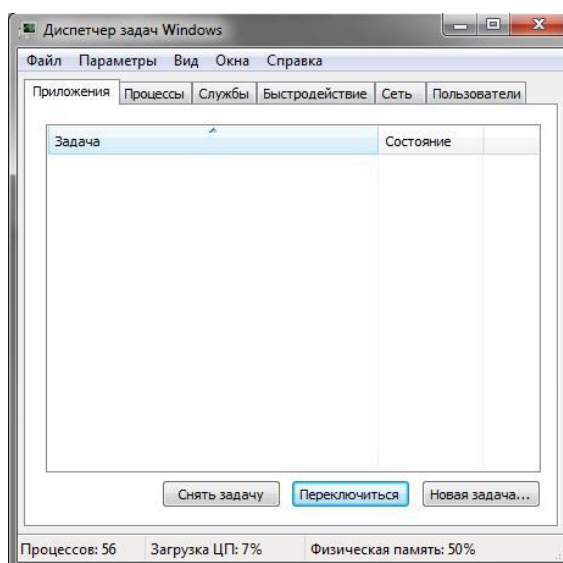 Диспетчер задач Windows
Файл Параметры Вид Окна Справка
Приложения Процессы Службы Быстродействие Сеть Пользователи
Задача Состояние
Снять задачу Переключиться Новая задача...
Процессов: 56 Загрузка ЦП: 7% Физическая память: 50%